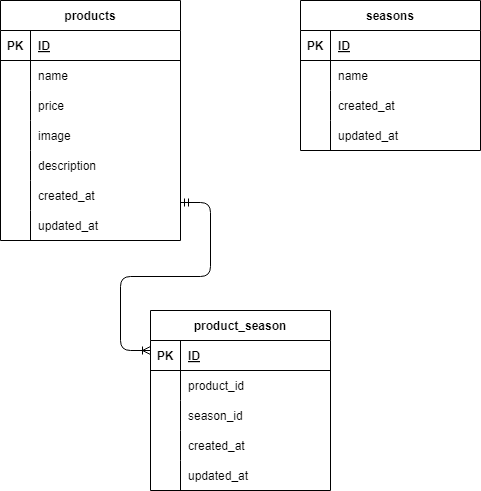 products
PK ID
name
price
image
description
created_at
updated_at
seasons
PK ID
name
created_at
updated_at
product_season
PK ID
product_id
season_id
created_at
updated_at